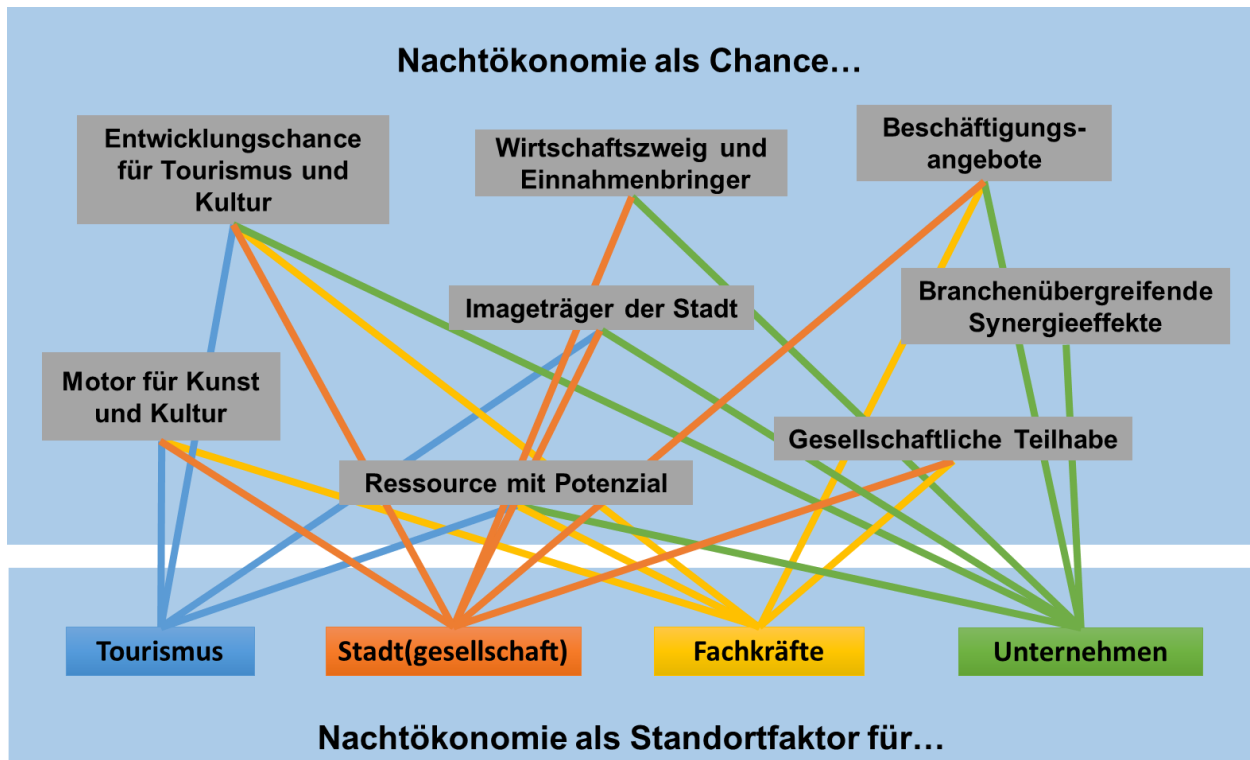 Nachtökonomie als Chance…
Entwicklungschance
für Tourismus und
Kultur
Wirtschaftszweig und
Einnahmenbringer
Beschäftigungs-
angebote
Imageträger der Stadt
Branchenübergreifende
Synergieeffekte
Motor für Kunst
und Kultur
Gesellschaftliche Teilhabe
Ressource mit Potenzial
Tourismus
Stadt(gesellschaft)
Fachkräfte
Unternehmen
Nachtökonomie als Standortfaktor für…